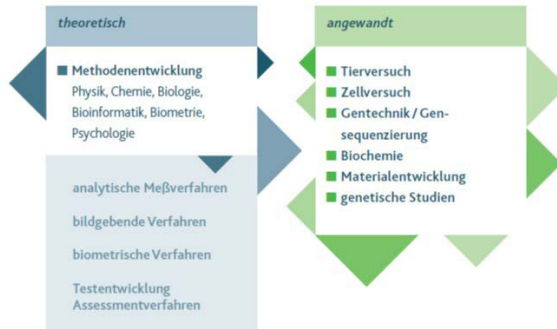 theoretisch
Methodenentwicklung
Physik, Chemie, Biologie,
Bioinformatik, Biometrie,
Psychologie
analytische Meßverfahren
bildgebende Verfahren
biometrische Verfahren
Testentwicklung
Assessmentverfahren
angewandt
Tierversuch
Zellversuch
Gentechnik / Gen-
sequenzierung
Biochemie
Materialentwicklung
genetische Studien